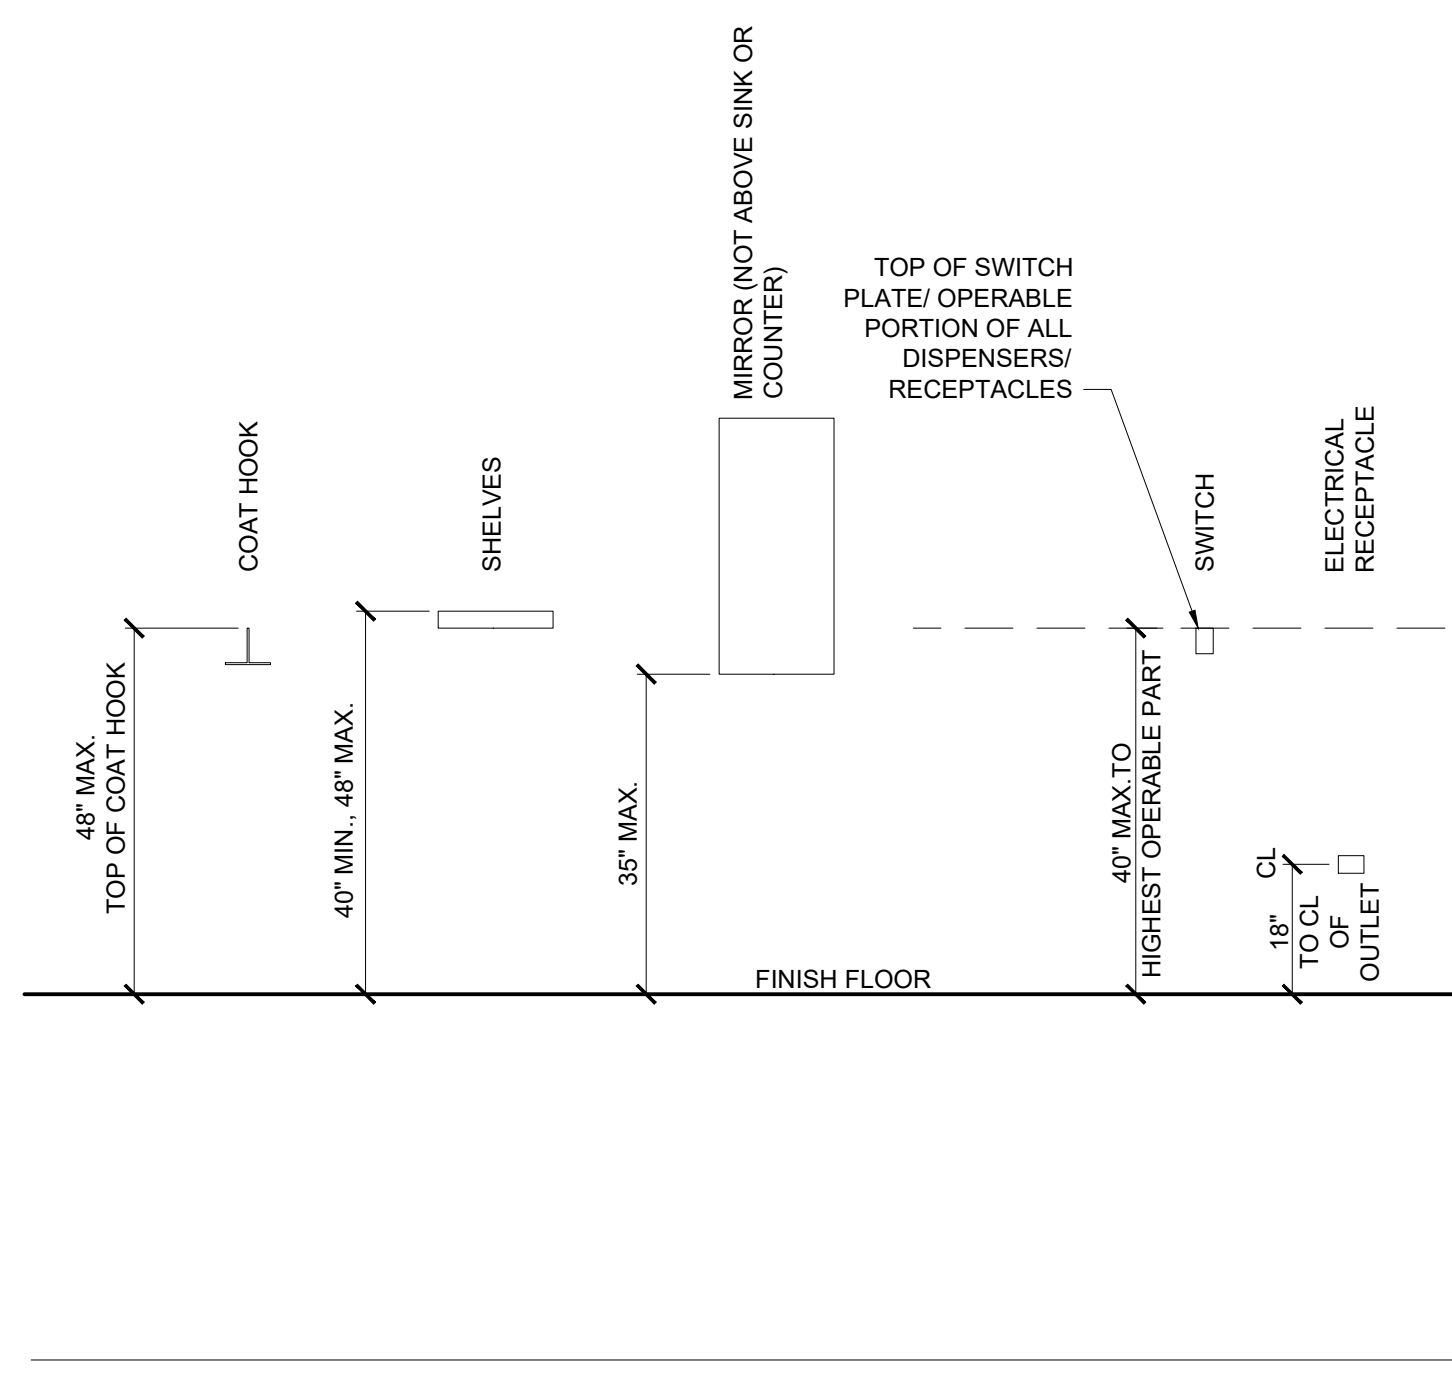 COAT HOOK
48" MAX.
TOP OF COAT HOOK
SHELVES
40" MIN., 48" MAX.
MIRROR (NOT ABOVE SINK OR
COUNTER)
35" MAX.
TOP OF SWITCH
PLATE/ OPERABLE
PORTION OF ALL
DISPENSERS/
RECEPTACLES
SWITCH
40" MAX.TO
HIGHEST OPERABLE PART
ELECTRICAL
RECEPTACLE
CL
18"
TO CL
OF
OUTLET
FINISH FLOOR